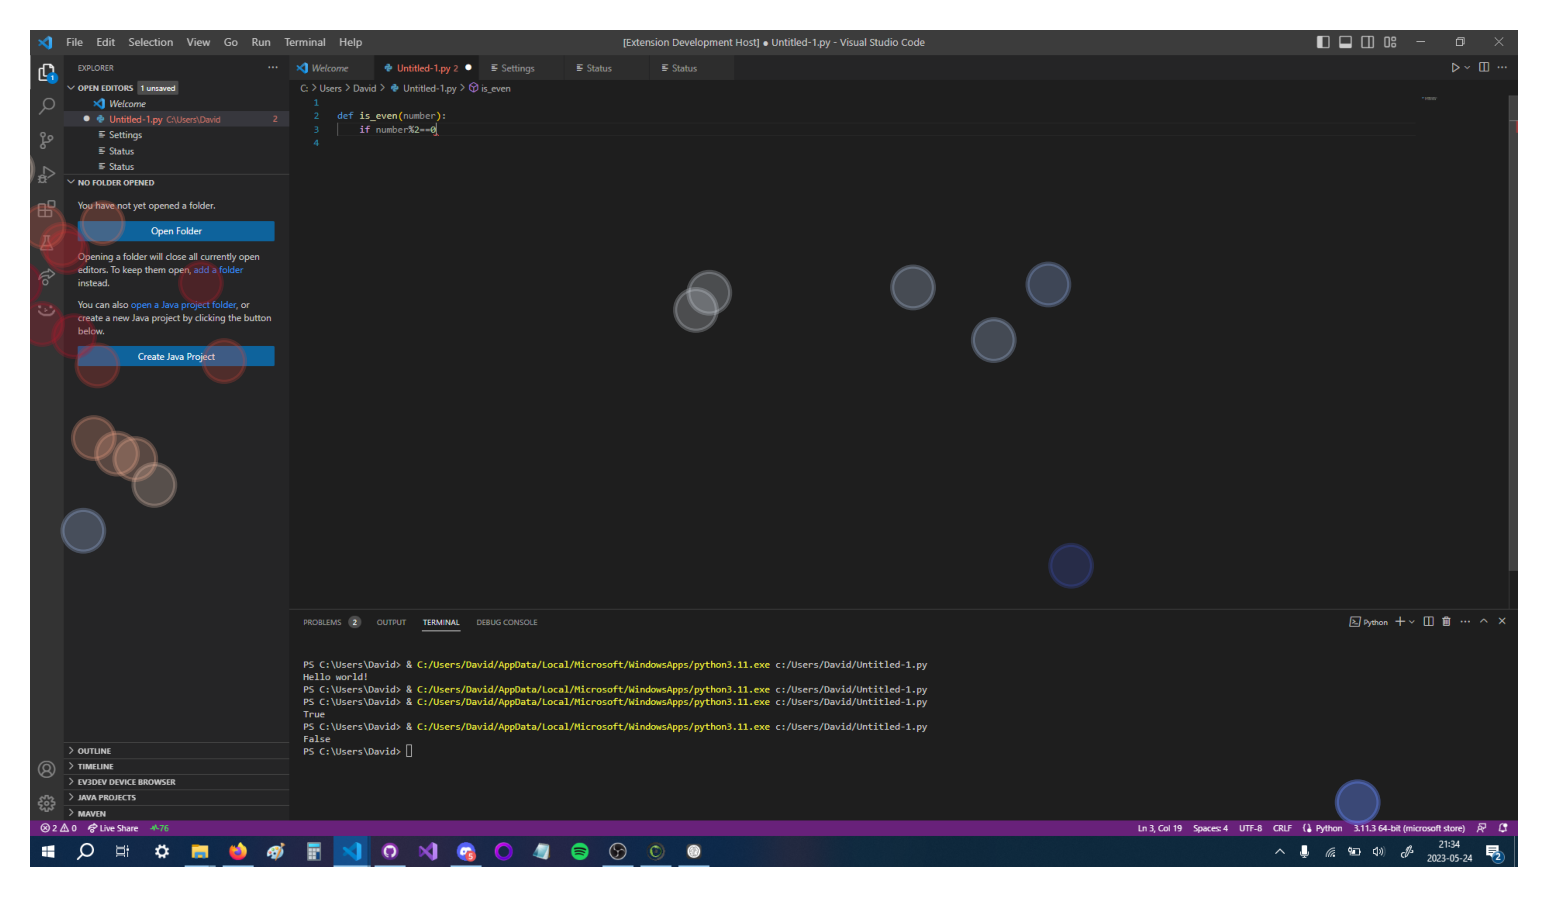 File Edit Selection View Go Run Terminal Help [Extension Development Host] ● Untitled-1.py - Visual Studio Code
EXPLORER
Welcome Untitled-1.py 2 Settings Status Status
OPEN EDITORS 1 unsaved
Welcome
Untitled-1.py C:\Users\David 2
Settings
Status
Status
NO FOLDER OPENED
You have not yet opened a folder.
Open Folder
Opening a folder will close all currently open
editors. To keep them open, add a folder
instead.
You can also open a Java project folder, or
create a new Java project by clicking the button
below.
Create Java Project
OUTLINE
TIMELINE
EV3DEV DEVICE BROWSER
JAVA PROJECTS
MAVEN
C: > Users > David > Untitled-1.py > is_even
1
2 def is_even(number):
3 if number%2==0
4
PROBLEMS 2 OUTPUT TERMINAL DEBUG CONSOLE Python
PS C:\Users\David> & C:/Users/David/AppData/Local/Microsoft/WindowsApps/python3.11.exe c:/Users/David/Untitled-1.py
Hello world!
PS C:\Users\David> & C:/Users/David/AppData/Local/Microsoft/WindowsApps/python3.11.exe c:/Users/David/Untitled-1.py
PS C:\Users\David> & C:/Users/David/AppData/Local/Microsoft/WindowsApps/python3.11.exe c:/Users/David/Untitled-1.py
True
PS C:\Users\David> & C:/Users/David/AppData/Local/Microsoft/WindowsApps/python3.11.exe c:/Users/David/Untitled-1.py
False
PS C:\Users\David>
2 0 Live Share 76 Ln 3, Col 19 Spaces: 4 UTF-8 CRLF Python 3.11.3 64-bit (microsoft store)
21:34
2023-05-24
2